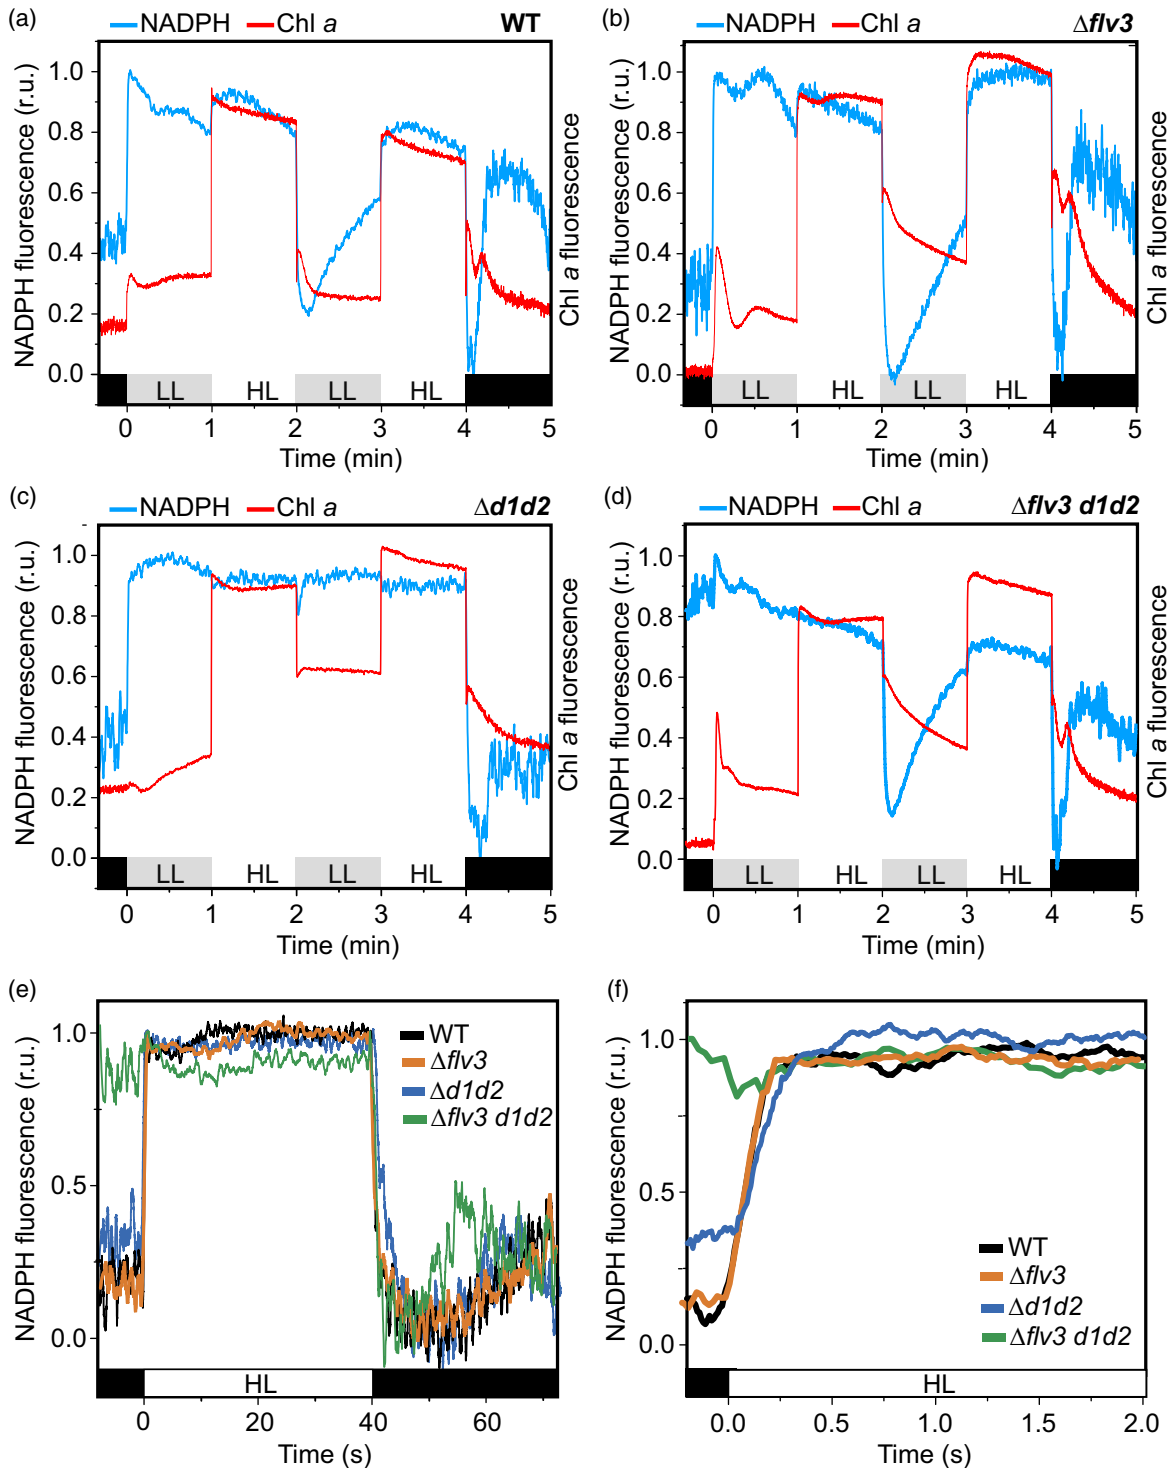 (a)
NADPH Chl a WT
NADPH fluorescence (r.u.)
1.0
0.8
0.6
0.4
0.2
0.0
LL HL LL HL
0 1 2 3 4 5
Time (min)
Chl a fluorescence
(b)
NADPH Chl a Δflv3
NADPH fluorescence (r.u.)
1.0
0.8
0.6
0.4
0.2
0.0
LL HL LL HL
0 1 2 3 4 5
Time (min)
Chl a fluorescence
(c)
NADPH Chl a Δd1d2
NADPH fluorescence (r.u.)
1.0
0.8
0.6
0.4
0.2
0.0
LL HL LL HL
0 1 2 3 4 5
Time (min)
Chl a fluorescence
(d)
NADPH Chl a Δflv3 d1d2
NADPH fluorescence (r.u.)
1.0
0.8
0.6
0.4
0.2
0.0
LL HL LL HL
0 1 2 3 4 5
Time (min)
Chl a fluorescence
(e)
NADPH fluorescence (r.u.)
1.0
0.5
0.0
WT
Δflv3
Δd1d2
Δflv3 d1d2
HL
0 20 40 60
Time (s)
(f)
NADPH fluorescence (r.u.)
1.0
0.5
0.0
WT
Δflv3
Δd1d2
Δflv3 d1d2
HL
0.0 0.5 1.0 1.5 2.0
Time (s)